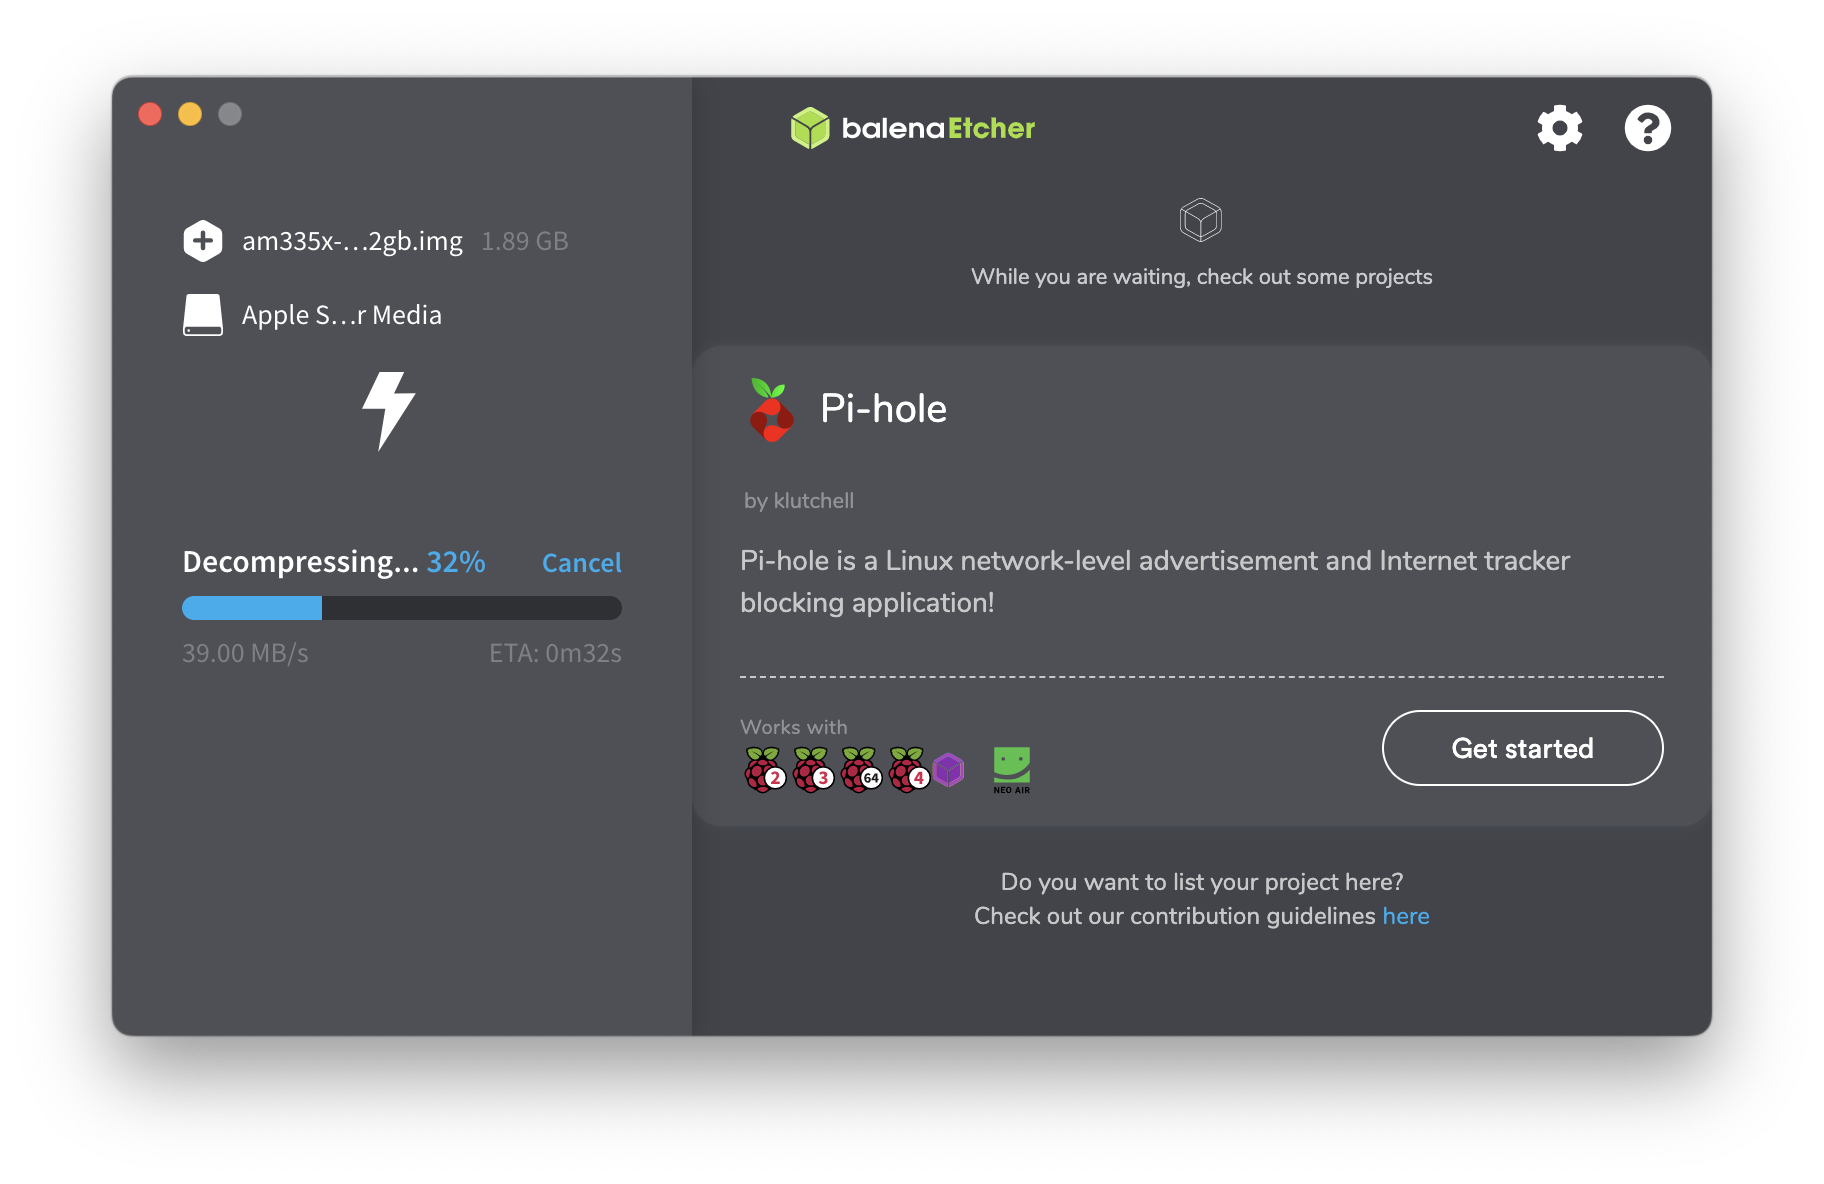 balenaEtcher
am335x-...2gb.img 1.89 GB
Apple S...r Media
Decompressing... 32% Cancel
39.00 MB/s ETA: 0m32s
While you are waiting, check out some projects
Pi-hole
by klutchell
Pi-hole is a Linux network-level advertisement and Internet tracker
blocking application!
Works with
2 3 64 4
NEO AIR
Get started
Do you want to list your project here?
Check out our contribution guidelines here